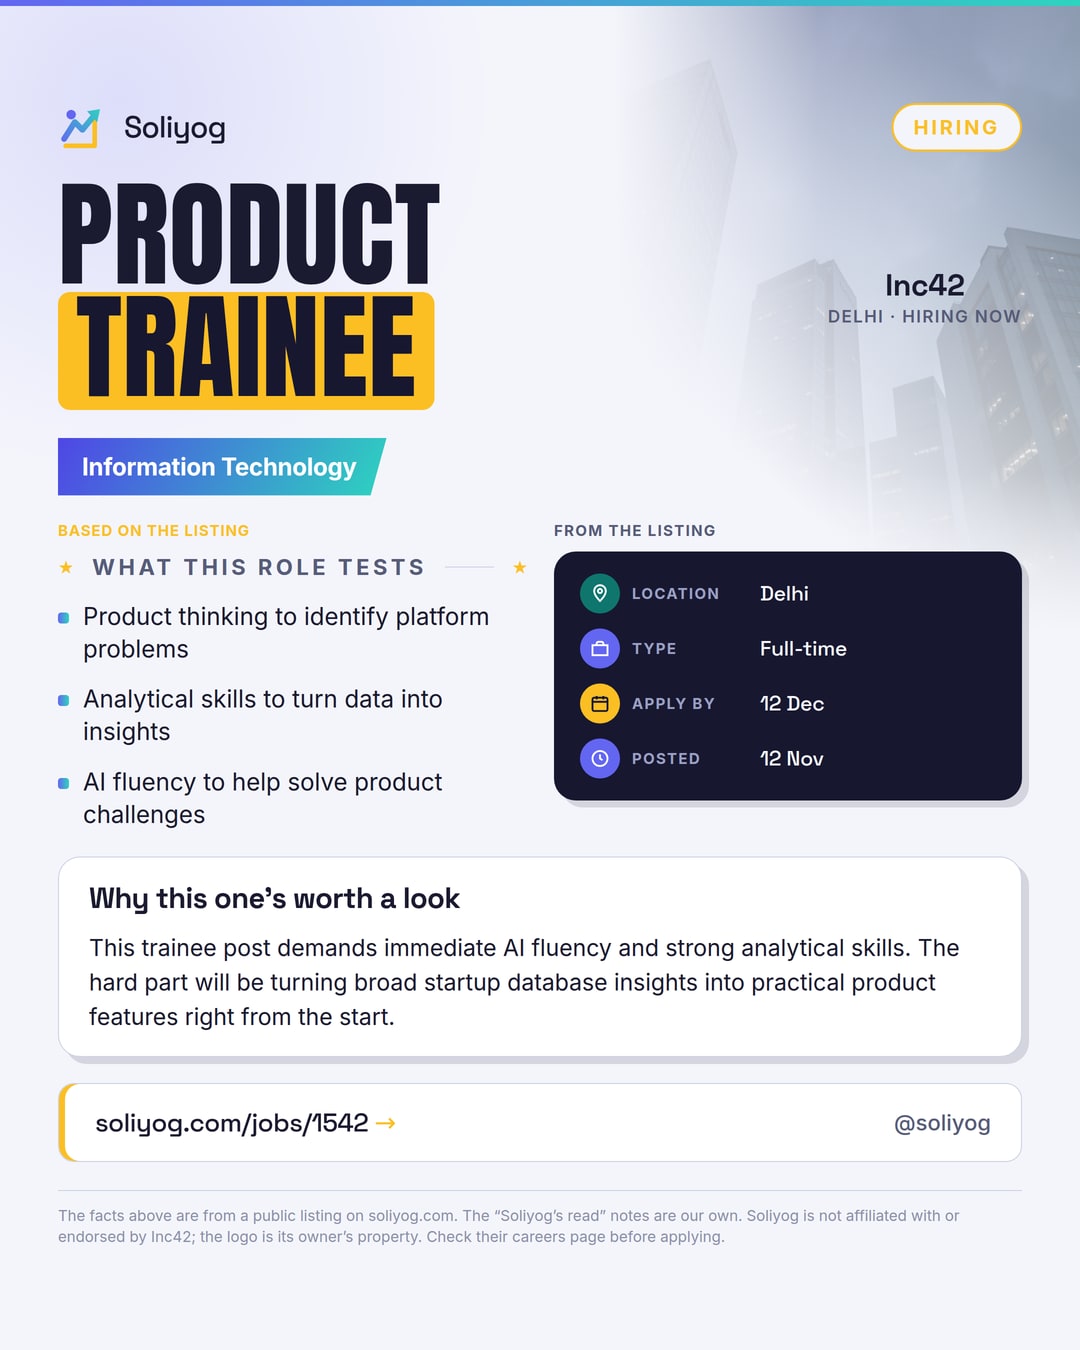 Soliyog
HIRING
PRODUCT
TRAINEE
Inc42
DELHI · HIRING NOW
Information Technology
BASED ON THE LISTING
WHAT THIS ROLE TESTS
Product thinking to identify platform
problems
Analytical skills to turn data into
insights
AI fluency to help solve product
challenges
FROM THE LISTING
LOCATION Delhi
TYPE Full-time
APPLY BY 12 Dec
POSTED 12 Nov
Why this one’s worth a look
This trainee post demands immediate AI fluency and strong analytical skills. The
hard part will be turning broad startup database insights into practical product
features right from the start.
soliyog.com/jobs/1542 →
@soliyog
The facts above are from a public listing on soliyog.com. The “Soliyog’s read” notes are our own. Soliyog is not affiliated with or
endorsed by Inc42; the logo is its owner’s property. Check their careers page before applying.